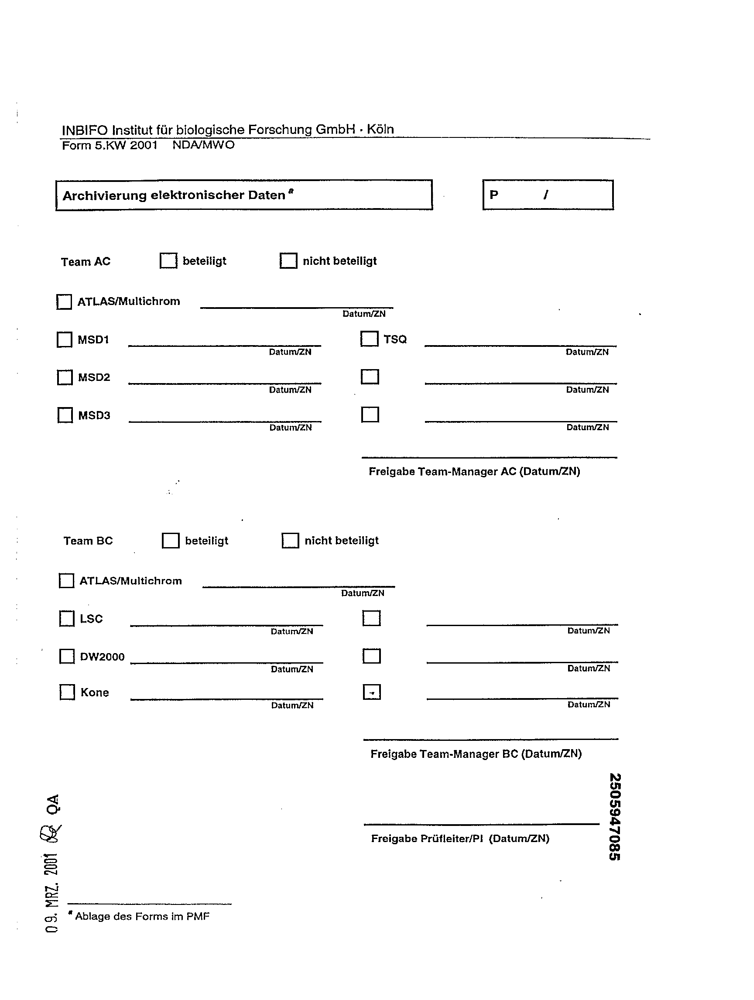 INBIFO Institut für biologische Forschung GmbH · Köln
Form 5.KW 2001 NDA/MWO
Archivierung elektronischer Daten # P /
Team AC beteiligt nicht beteiligt
ATLAS/Multichrom
Datum/ZN
MSD1 TSQ
Datum/ZN Datum/ZN
MSD2
Datum/ZN Datum/ZN
MSD3
Datum/ZN Datum/ZN
Freigabe Team-Manager AC (Datum/ZN)
Team BC beteiligt nicht beteiligt
ATLAS/Multichrom
Datum/ZN
LSC
Datum/ZN Datum/ZN
DW2000
Datum/ZN Datum/ZN
Kone
Datum/ZN Datum/ZN
Freigabe Team-Manager BC (Datum/ZN)
Freigabe Prüfleiter/PI (Datum/ZN)
2505947085
09. MRZ. 2001 QA
# Ablage des Forms im PMF